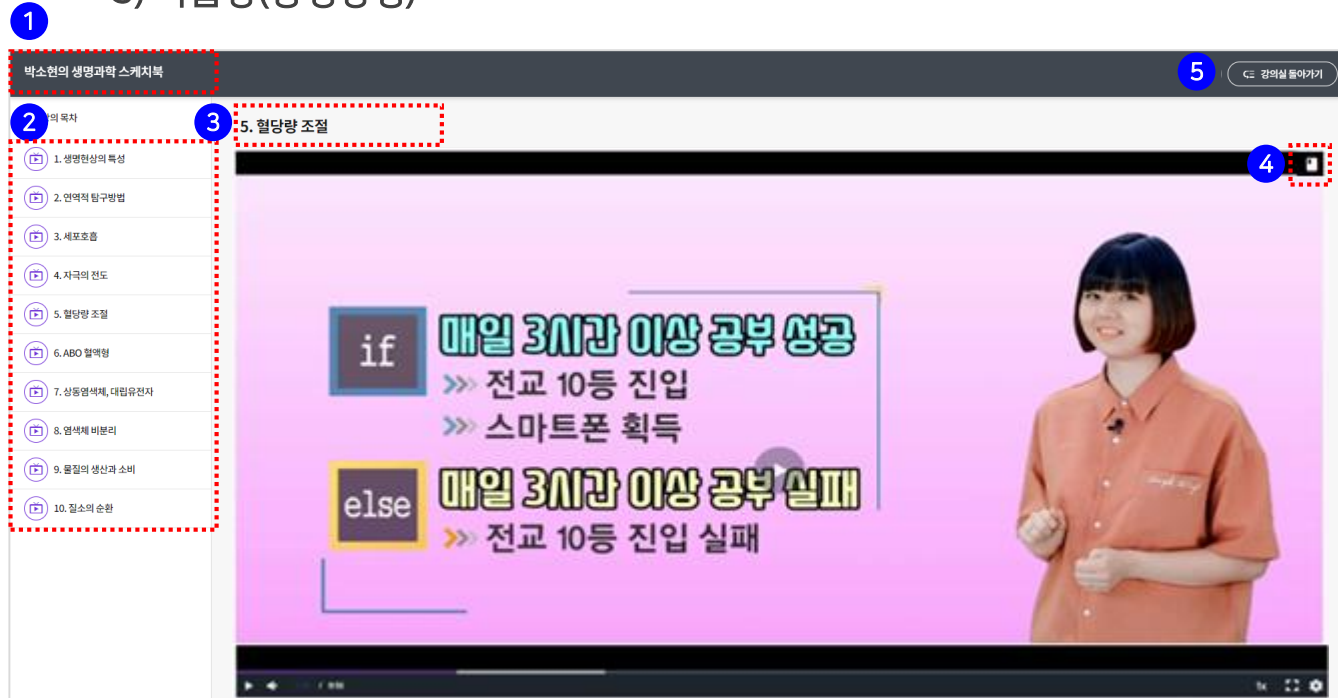 1
박소현의 생명과학 스케치북
5
강의실 돌아가기
2
의 목차
3
5. 혈당량 조절
4
1. 생명현상의 특성
2. 연역적 탐구방법
3. 세포호흡
4. 자극의 전도
5. 혈당량 조절
6. ABO 혈액형
7. 상동염색체, 대립유전자
8. 염색체 비분리
9. 물질의 생산과 소비
10. 질소의 순환
if
매일 3시간 이상 공부 성공
>>> 전교 10등 진입
>>> 스마트폰 획득
else
매일 3시간 이상 공부 실패
>>> 전교 10등 진입 실패
1x